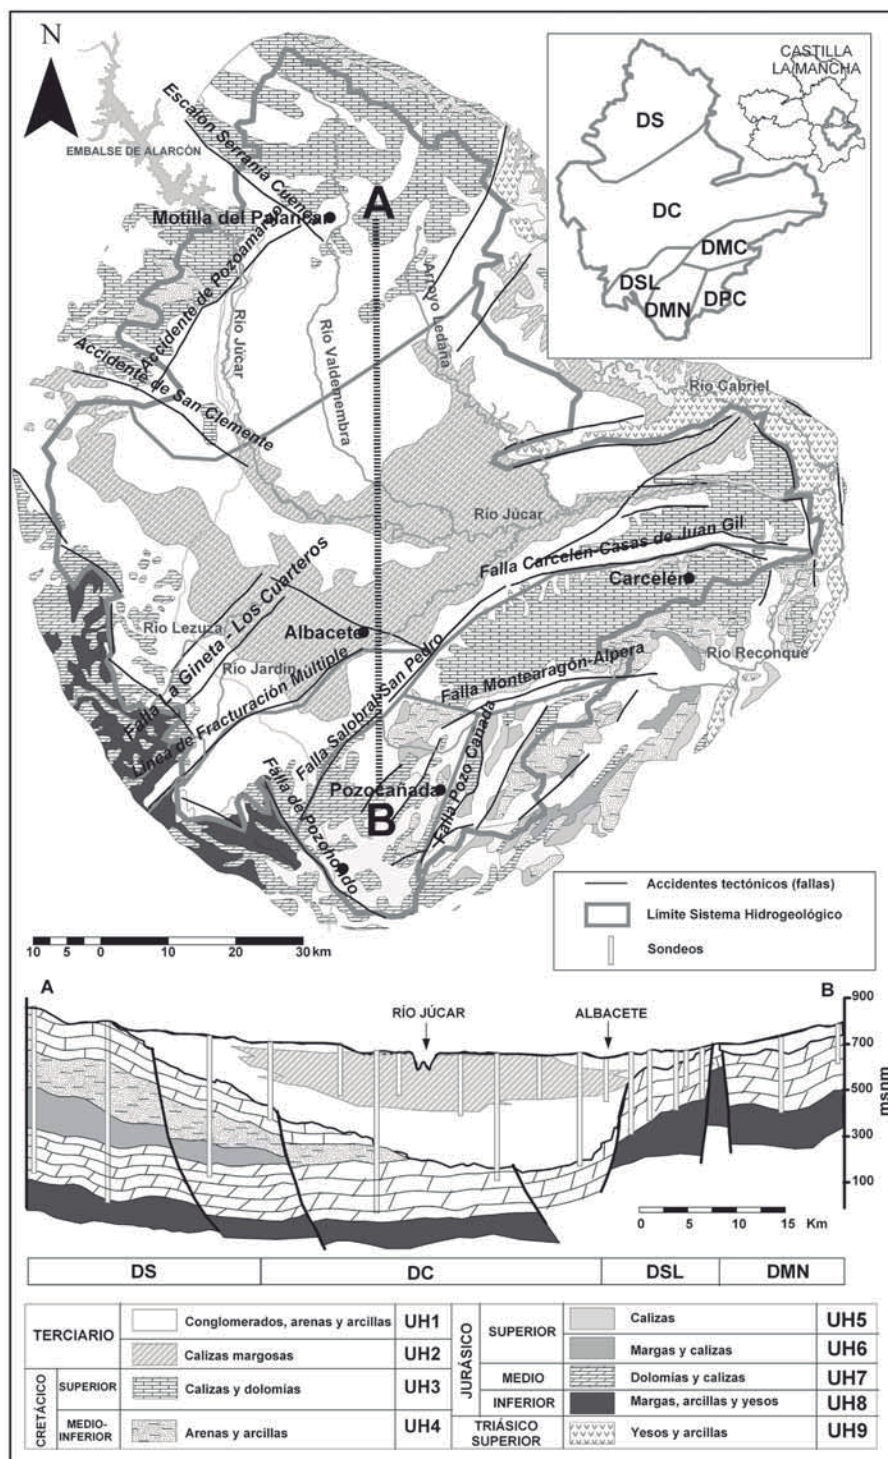 N
EMBALSE DE ALARCÓN
Escalón Serranía Cuenca
Motilla del Palancar
A
Accidente de Pozoamargo
Accidente de San Clemente
Río Júcar
Río Valdemembra
Arroyo Ledaña
CASTILLA
LA MANCHA
DS
DC
DMC
DSL
DMN
DPC
Río Cabriel
Río Júcar
Falla Carcelén-Casas de Juan Gil
Carcelén
Río Lezuza
Falla La Gineta - Los Cuarteros
Albacete
Río Jardín
Línea de Fracturación Múltiple
Falla Salobral-San Pedro
Falla Montearagón-Alpera
Río Reconque
Falla de Pozohondo
Pozocañada
Falla Pozo Cañada
B
Accidentes tectónicos (fallas)
Límite Sistema Hidrogeológico
Sondeos
10 5 0 10 20 30 km
A
RÍO JÚCAR
ALBACETE
B
900
700
500
300
100
msnm
0 5 10 15
Km
DS DC DSL DMN
TERCIARIO
Conglomerados, arenas y arcillas UH1
Calizas margosas UH2
CRETÁCICO
SUPERIOR Calizas y dolomías UH3
MEDIO-
INFERIOR Arenas y arcillas UH4
JURÁSICO
SUPERIOR
Calizas UH5
Margas y calizas UH6
MEDIO Dolomías y calizas UH7
INFERIOR Margas, arcillas y yesos UH8
TRIÁSICO
SUPERIOR Yesos y arcillas UH9